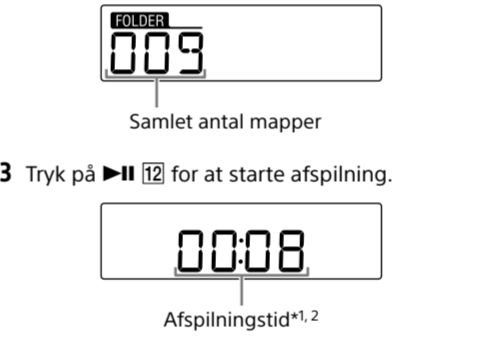 FOLDER
009
Samlet antal mapper
3 Tryk på ►II 12 for at starte afspilning.
00:08
Afspilningstid*1, 2